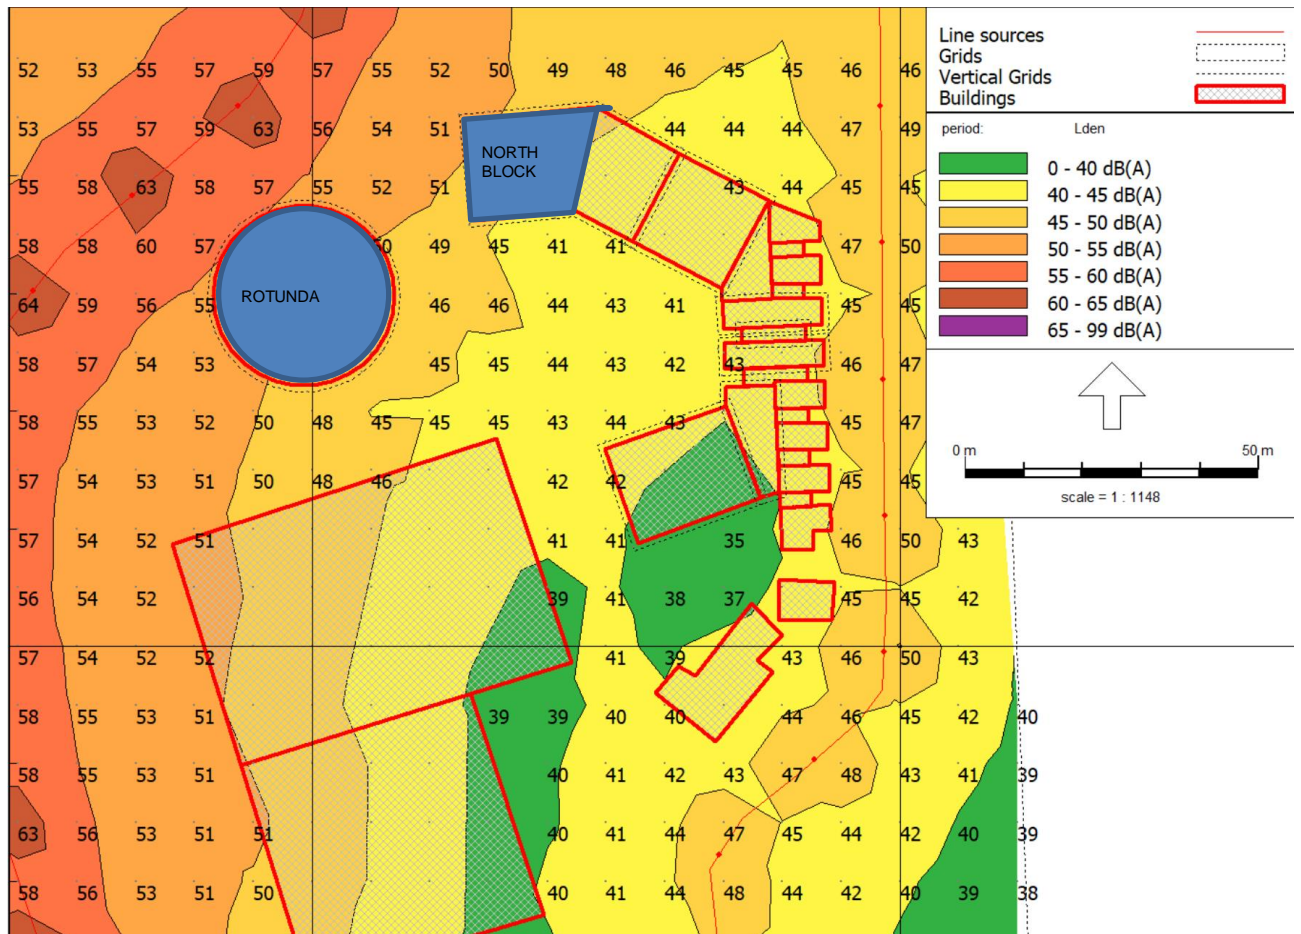 52 53 55 57 59 57 55 52 50 49 48 46 45 45 46 46
53 55 57 59 63 56 54 51 44 44 44 47 49
55 58 63 58 57 55 52 51 43 44 45 45
58 58 60 57 50 49 45 41 41 47 50
64 59 56 55 46 46 44 43 41 45 45
58 57 54 53 45 45 44 43 42 43 46 47
58 55 53 52 50 48 45 45 45 43 44 43 45 47
57 54 53 51 50 48 46 42 42 45 45
57 54 52 51 41 41 35 46 50 43
56 54 52 39 41 38 37 45 45 42
57 54 52 52 41 39 43 46 50 43
58 55 53 51 39 39 40 40 44 46 45 42 40
58 55 53 51 40 41 42 43 47 48 43 41 39
63 56 53 51 51 40 41 44 47 45 44 42 40 39
58 56 53 51 50 40 41 44 48 44 42 40 39 38
NORTH
BLOCK
ROTUNDA
Line sources
Grids
Vertical Grids
Buildings
period: Lden
0 - 40 dB(A)
40 - 45 dB(A)
45 - 50 dB(A)
50 - 55 dB(A)
55 - 60 dB(A)
60 - 65 dB(A)
65 - 99 dB(A)
0 m 50 m
scale = 1 : 1148